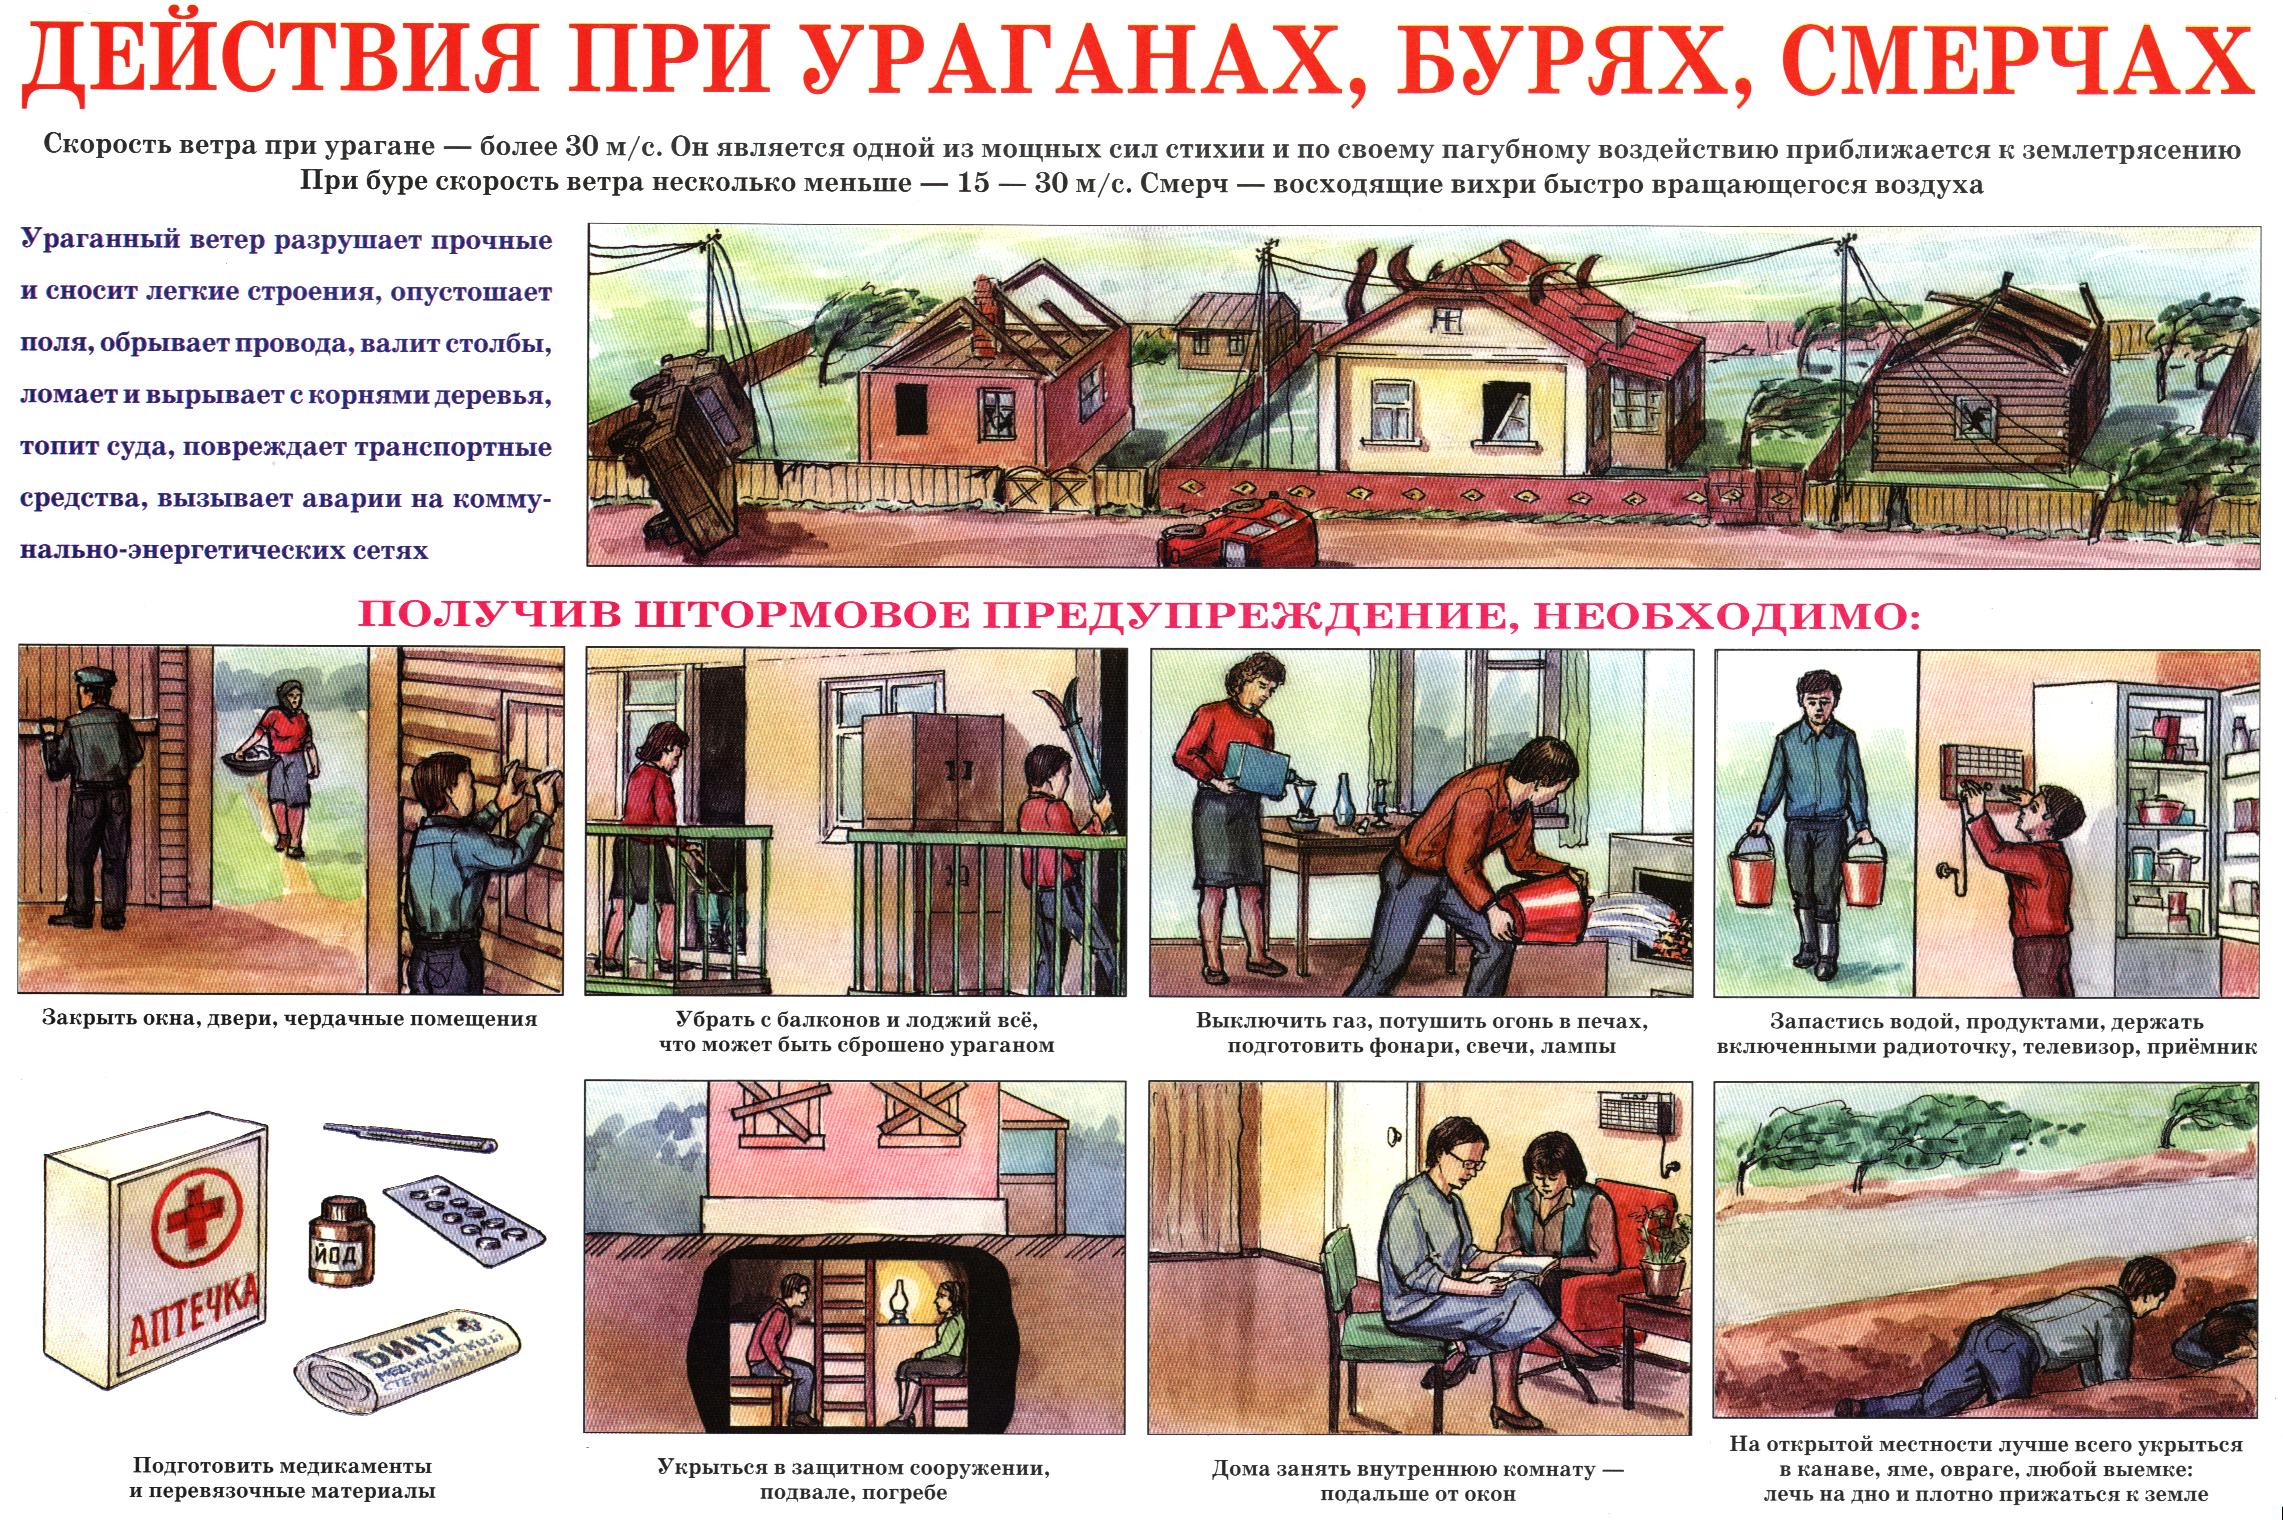 ДЕЙСТВИЯ ПРИ УРАГАНАХ, БУРЯХ, СМЕРЧАХ
Скорость ветра при урагане — более 30 м/с. Он является одной из мощных сил стихии и по своему пагубному воздействию приближается к землетрясению
При буре скорость ветра несколько меньше — 15 — 30 м/с. Смерч — восходящие вихри быстро вращающегося воздуха
Ураганный ветер разрушает прочные
и сносит легкие строения, опустошает
поля, обрывает провода, валит столбы,
ломает и вырывает с корнями деревья,
топит суда, повреждает транспортные
средства, вызывает аварии на комму-
нально-энергетических сетях
ПОЛУЧИВ ШТОРМОВОЕ ПРЕДУПРЕЖДЕНИЕ, НЕОБХОДИМО:
Закрыть окна, двери, чердачные помещения
Убрать с балконов и лоджий всё,
что может быть сброшено ураганом
Выключить газ, потушить огонь в печах,
подготовить фонари, свечи, лампы
Запастись водой, продуктами, держать
включенными радиоточку, телевизор, приёмник
АПТЕЧКА
ЙОД
БИНТ
МЕДИЦИНСКИЙ
Подготовить медикаменты
и перевязочные материалы
Укрыться в защитном сооружении,
подвале, погребе
Дома занять внутреннюю комнату —
подальше от окон
На открытой местности лучше всего укрыться
в канаве, яме, овраге, любой выемке:
лечь на дно и плотно прижаться к земле